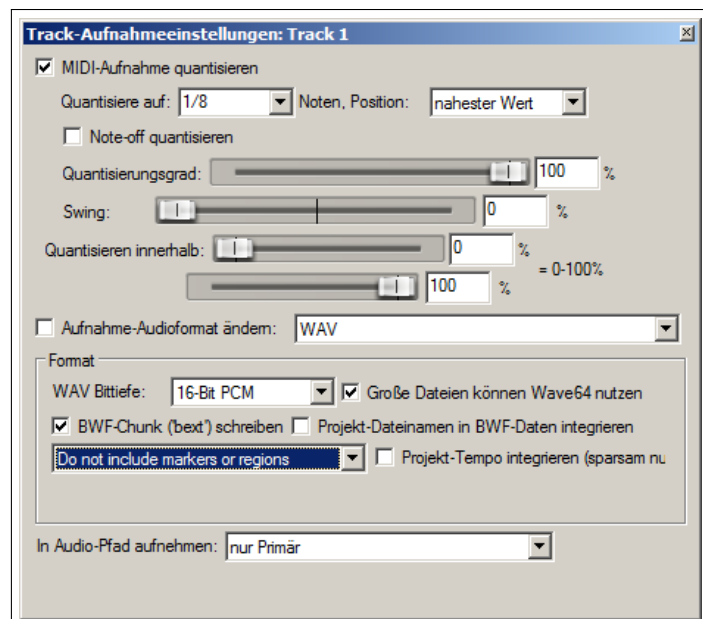 Track-Aufnahmeeinstellungen: Track 1
MIDI-Aufnahme quantisieren
Quantisiere auf: 1/8 Noten, Position: nahester Wert
Note-off quantisieren
Quantisierungsgrad: 100 %
Swing: 0 %
Quantisieren innerhalb: 0 %
= 0-100%
100 %
Aufnahme-Audioformat ändern: WAV
Format
WAV Bittiefe: 16-Bit PCM Große Dateien können Wave64 nutzen
BWF-Chunk ('bext') schreiben Projekt-Dateinamen in BWF-Daten integrieren
Do not include markers or regions Projekt-Tempo integrieren (sparsam nu
In Audio-Pfad aufnehmen: nur Primär